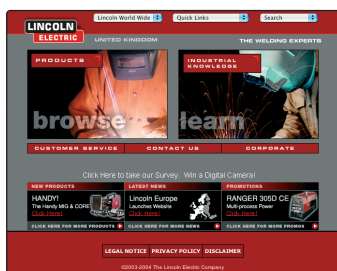 Lincoln World Wide
Quick Links
Search
LINCOLN
ELECTRIC
UNITED KINGDOM
THE WELDING EXPERTS
PRODUCTS
INDUSTRIAL
KNOWLEDGE
browse
learn
CUSTOMER SERVICE
CONTACT US
CORPORATE
Click Here to take our Survey. Win a Digital Camera!
NEW PRODUCTS
LATEST NEWS
PROMOTIONS
HANDY!
The Handy MIG & CORE
Click Here!
Lincoln Europe
Launches Website
Click Here!
RANGER 305D CE
Multi-process Power
Click Here!
CLICK HERE FOR MORE PRODUCTS
CLICK HERE FOR MORE NEWS
CLICK HERE FOR MORE PROMOS
LEGAL NOTICE
PRIVACY POLICY
DISCLAIMER
©2003-2004 The Lincoln Electric Company